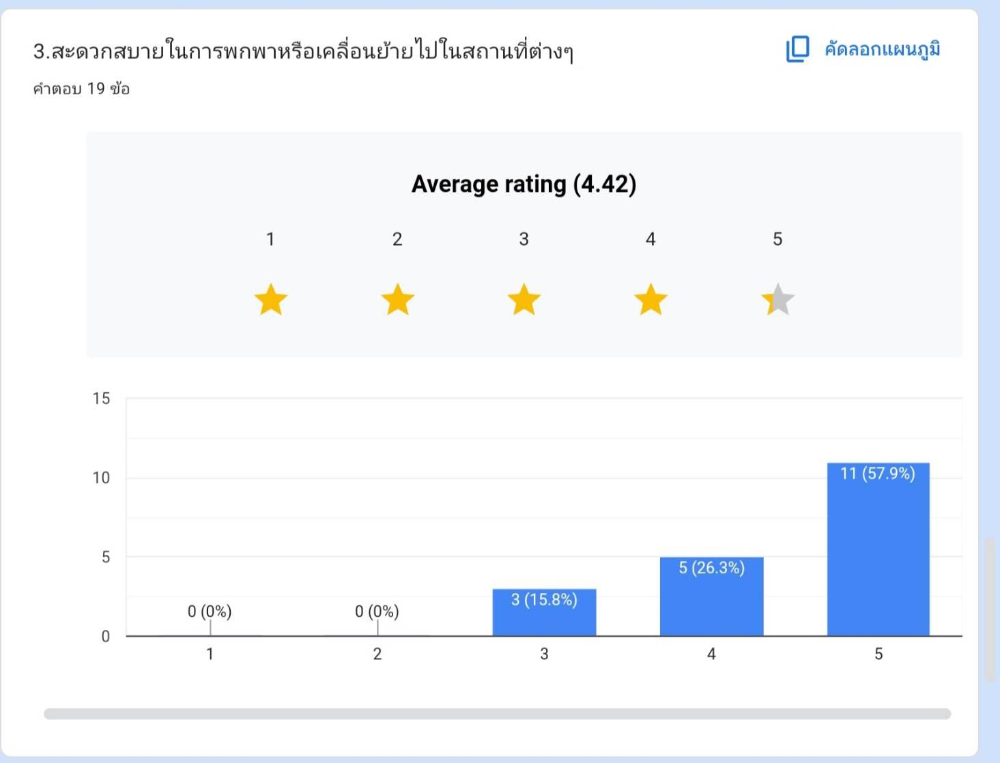 3.สะดวกสบายในการพกพาหรือเคลื่อนย้ายไปในสถานที่ต่างๆ
คัดลอกแผนภูมิ
คำตอบ 19 ข้อ
Average rating (4.42)
1 2 3 4 5
15
10
5
0
0 (0%)
0 (0%)
3 (15.8%)
5 (26.3%)
11 (57.9%)
1 2 3 4 5